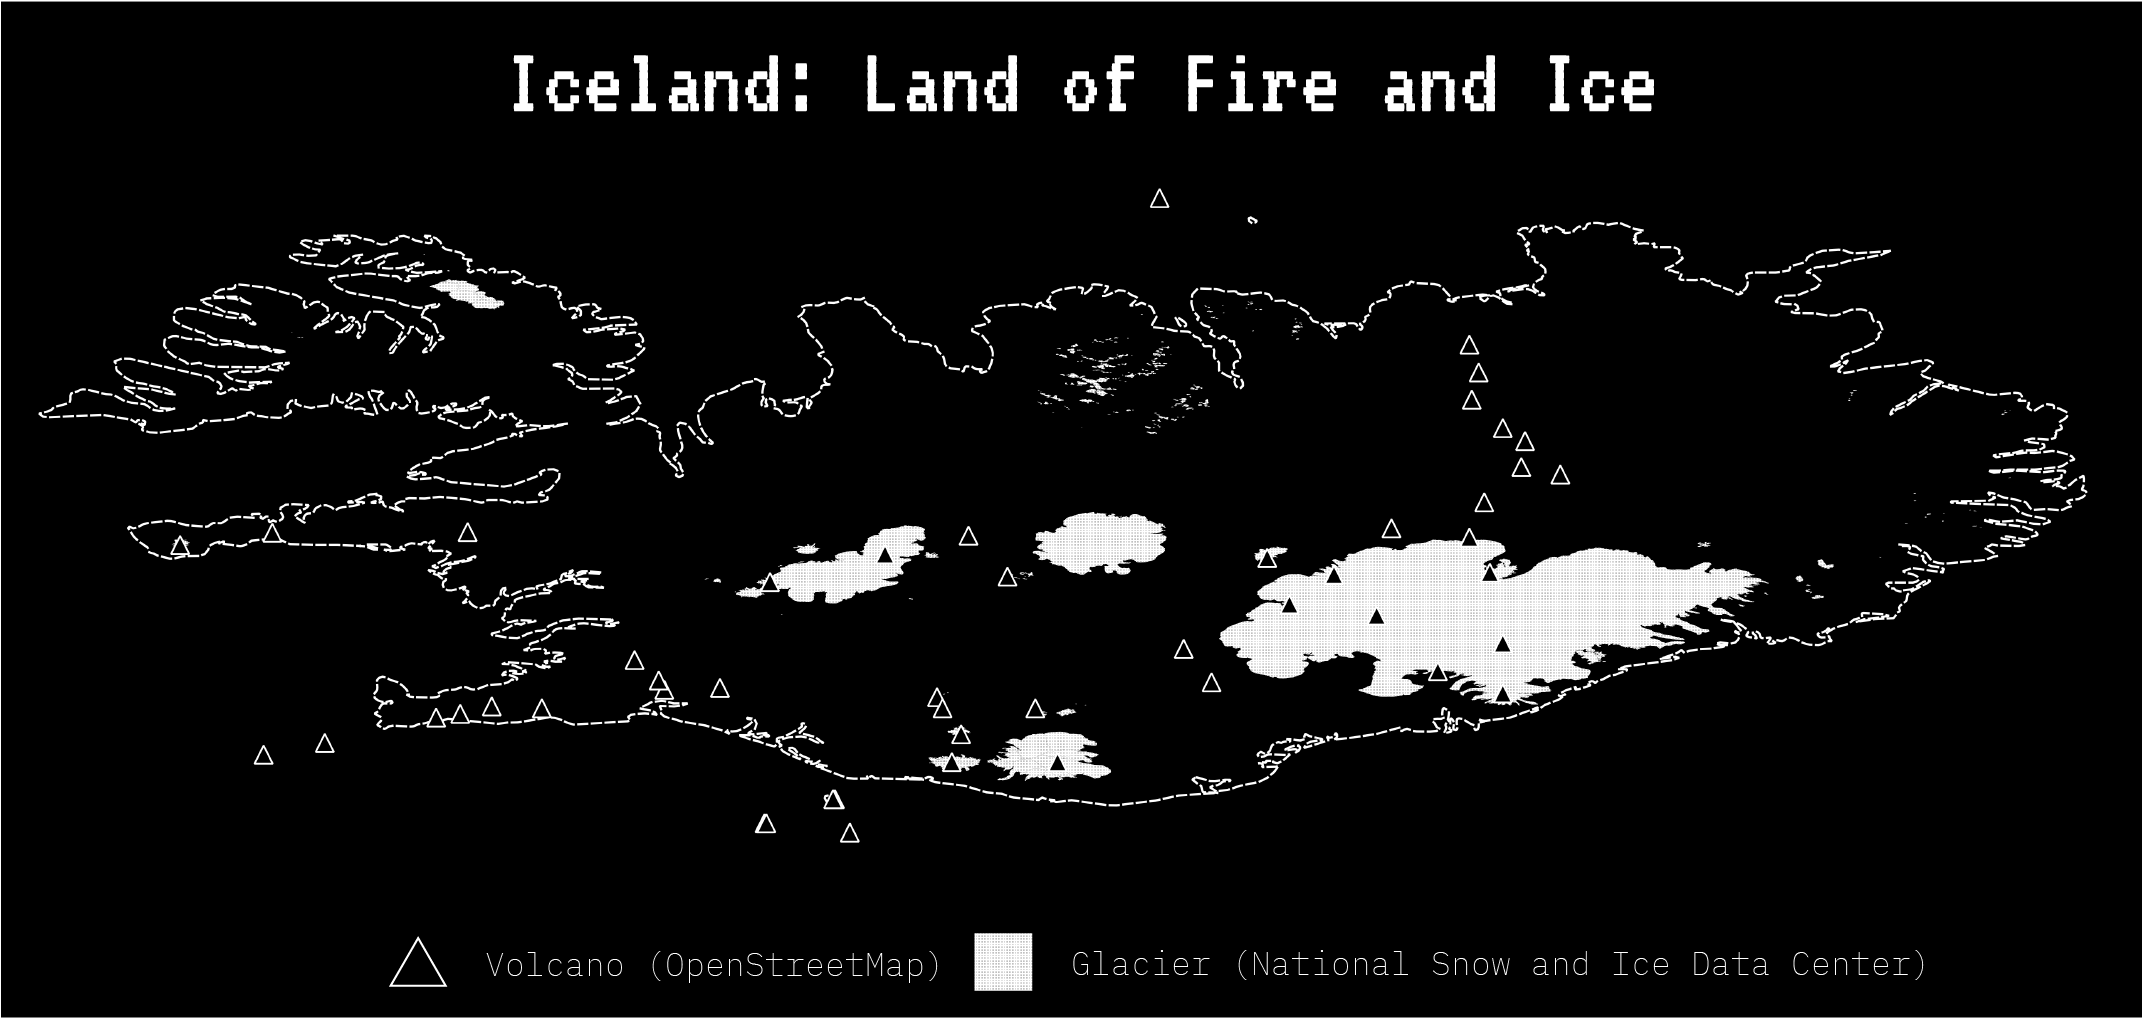 Iceland: Land of Fire and Ice
Volcano (OpenStreetMap) Glacier (National Snow and Ice Data Center)